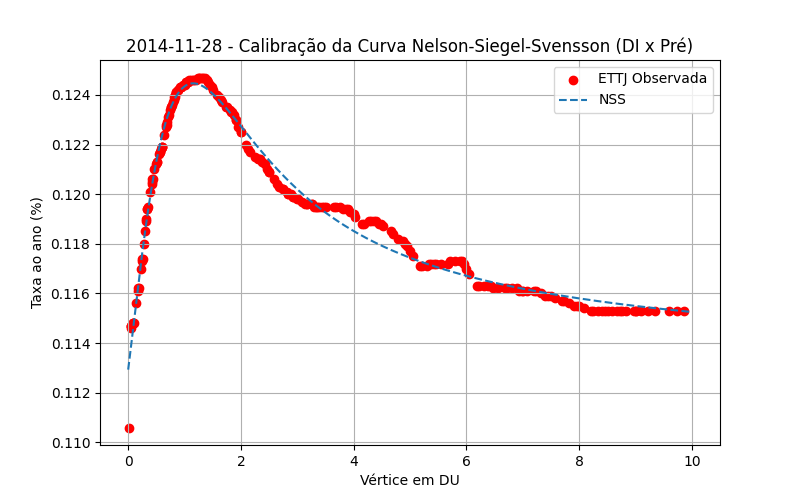 2014-11-28 - Calibração da Curva Nelson-Siegel-Svensson (DI x Pré)
ETTJ Observada
NSS
Taxa ao ano (%)
0.124
0.122
0.120
0.118
0.116
0.114
0.112
0.110
0 2 4 6 8 10
Vértice em DU